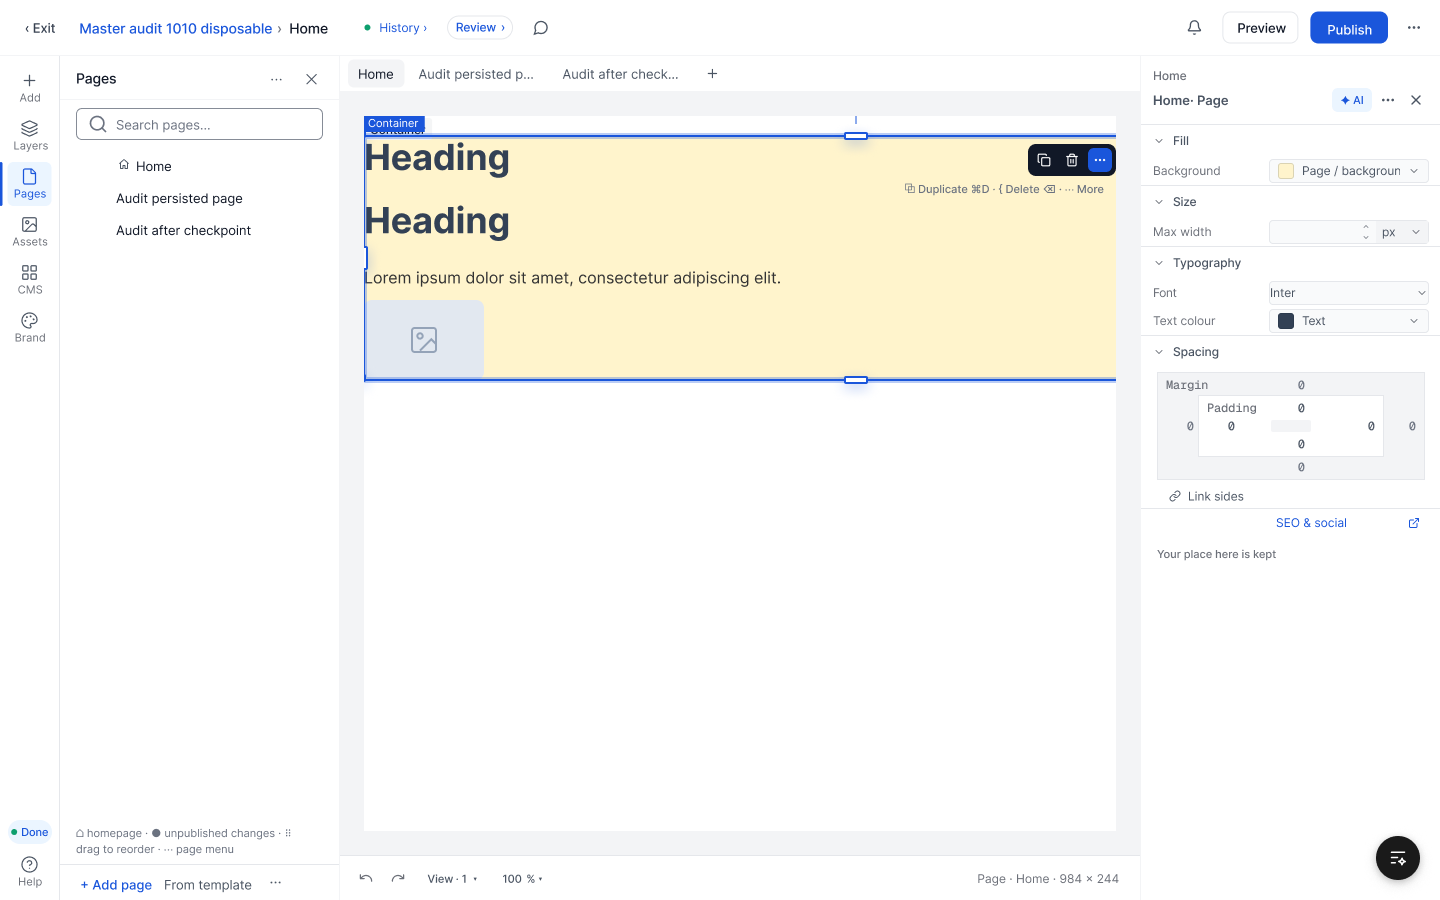 ‹ Exit
Master audit 1010 disposable › Home
History ›
Review ›
Preview
Publish
Add
Layers
Pages
Assets
CMS
Brand
Done
Help
Pages
Search pages...
Home
Audit persisted page
Audit after checkpoint
homepage · ● unpublished changes · ⠿
drag to reorder · ··· page menu
+ Add page
From template
Home
Audit persisted p...
Audit after check...
Container
Heading
Duplicate ⌘D · { Delete ⌫ · ··· More
Heading
Lorem ipsum dolor sit amet, consectetur adipiscing elit.
View · 1
100 %
Page · Home · 984 × 244
Home
Home· Page
AI
Fill
Background
Page / backgroun
Size
Max width
px
Typography
Font
Inter
Text colour
Text
Spacing
Margin 0
Padding 0
0 0 0 0
0
0
Link sides
SEO & social
Your place here is kept